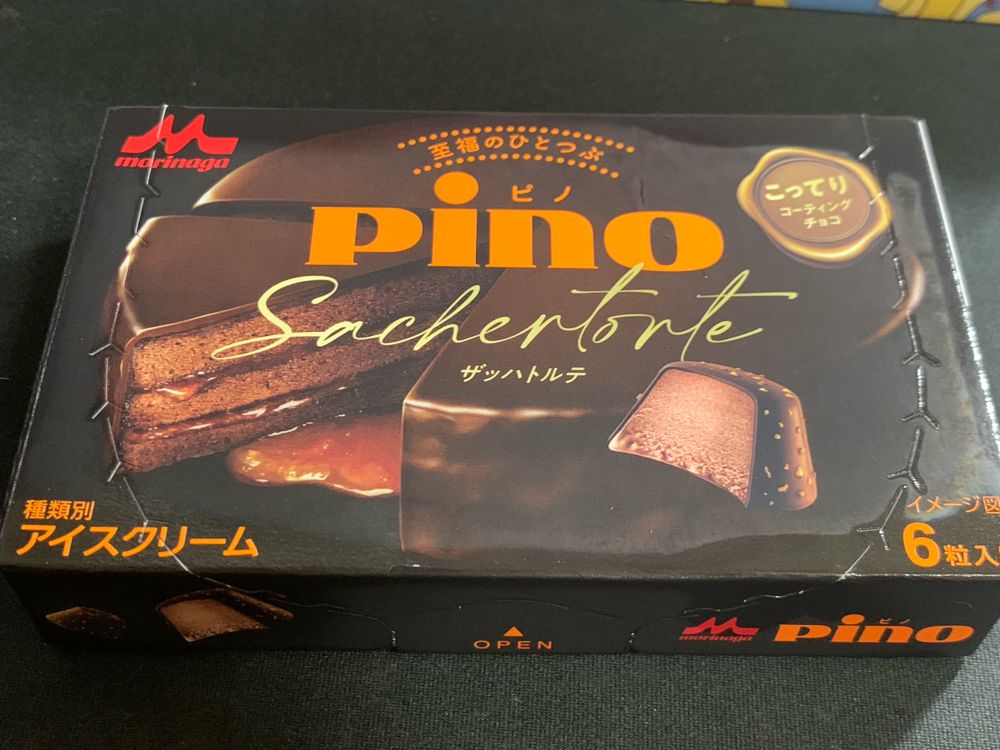 morinaga
至福のひとつぶ
ピノ
pino
Sachertorte
ザッハトルテ
こってり
コーティング
チョコ
種類別
アイスクリーム
イメージ図
6粒入
▲
OPEN
morinaga
ピノ
pino